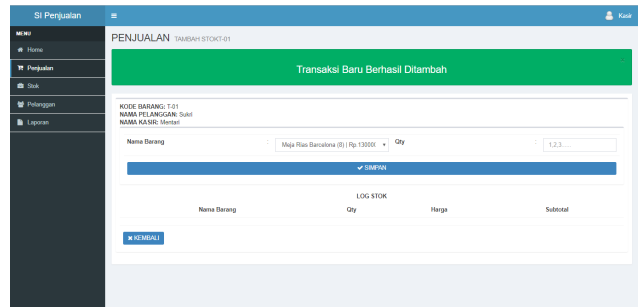 SI Penjualan
Kasir
MENU
Home
Penjualan
Stok
Pelanggan
Laporan
PENJUALAN TAMBAH STOKT-01
Transaksi Baru Berhasil Ditambah
KODE BARANG: T-01
NAMA PELANGGAN: Sukri
NAMA KASIR: Mentari
Nama Barang : Meja Rias Barcelona (8) | Rp.130000 Qty : 1,2,3.....
SIMPAN
LOG STOK
Nama Barang Qty Harga Subtotal
KEMBALI